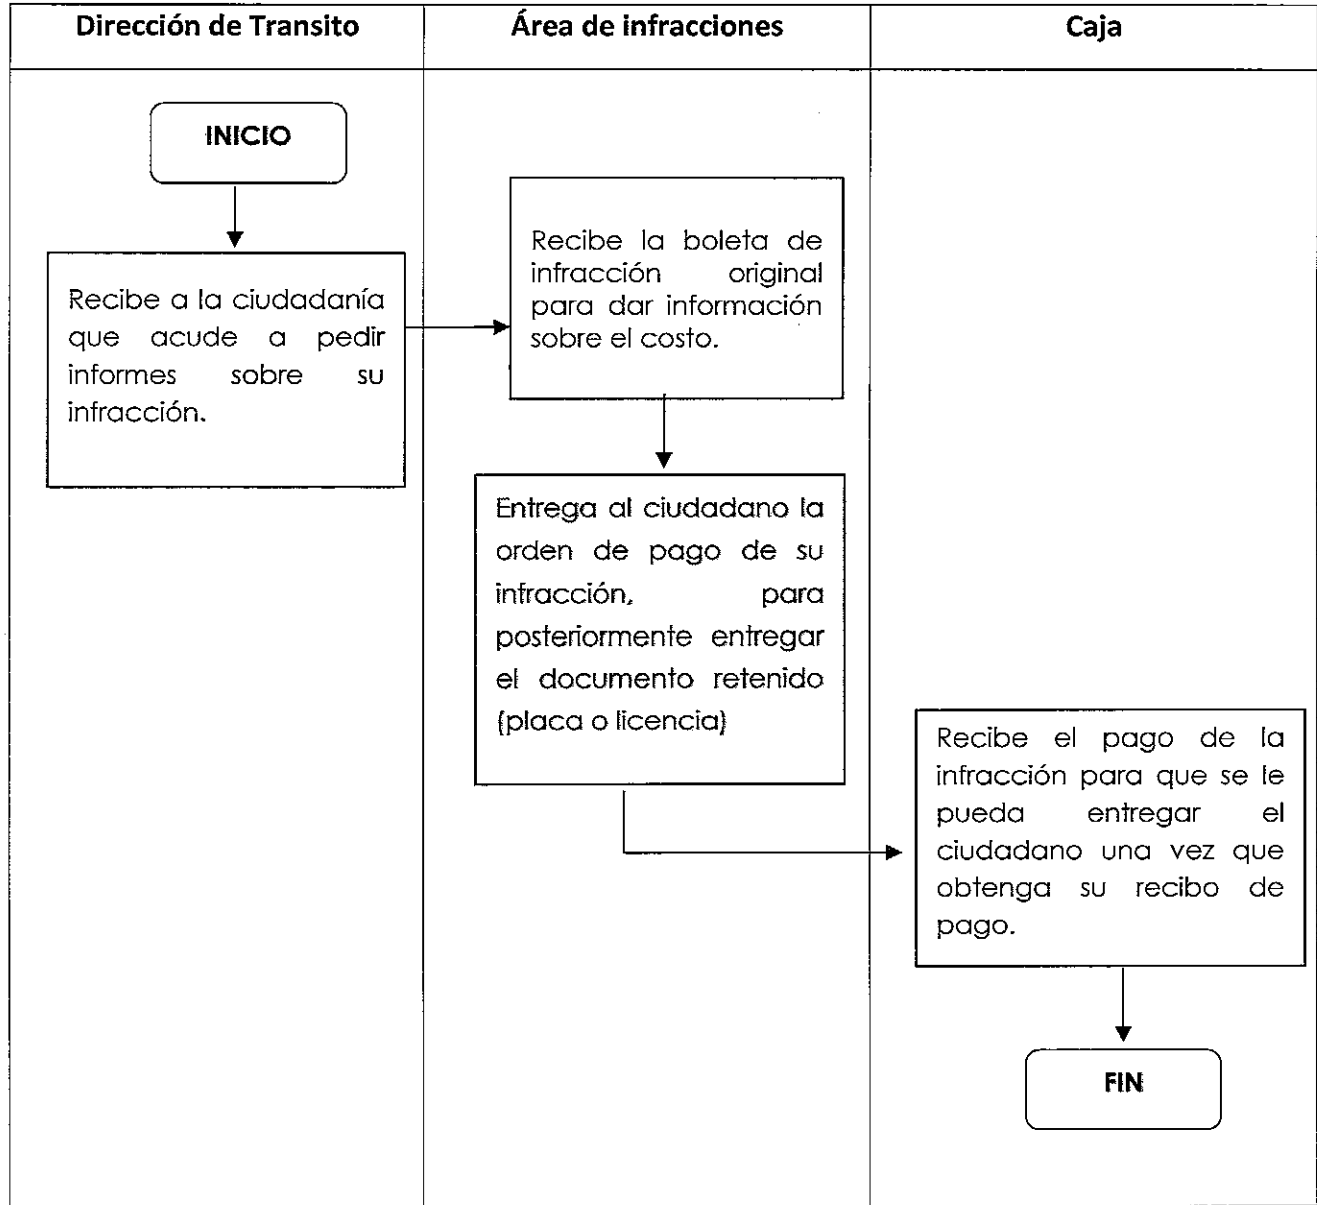 Dirección de Transito
Área de infracciones
Caja
INICIO
Recibe a la ciudadanía
que acude a pedir
informes sobre su
infracción.
Recibe la boleta de
infracción original
para dar información
sobre el costo.
Entrega al ciudadano la
orden de pago de su
infracción, para
posteriormente entregar
el documento retenido
(placa o licencia)
Recibe el pago de la
infracción para que se le
pueda entregar el
ciudadano una vez que
obtenga su recibo de
pago.
FIN